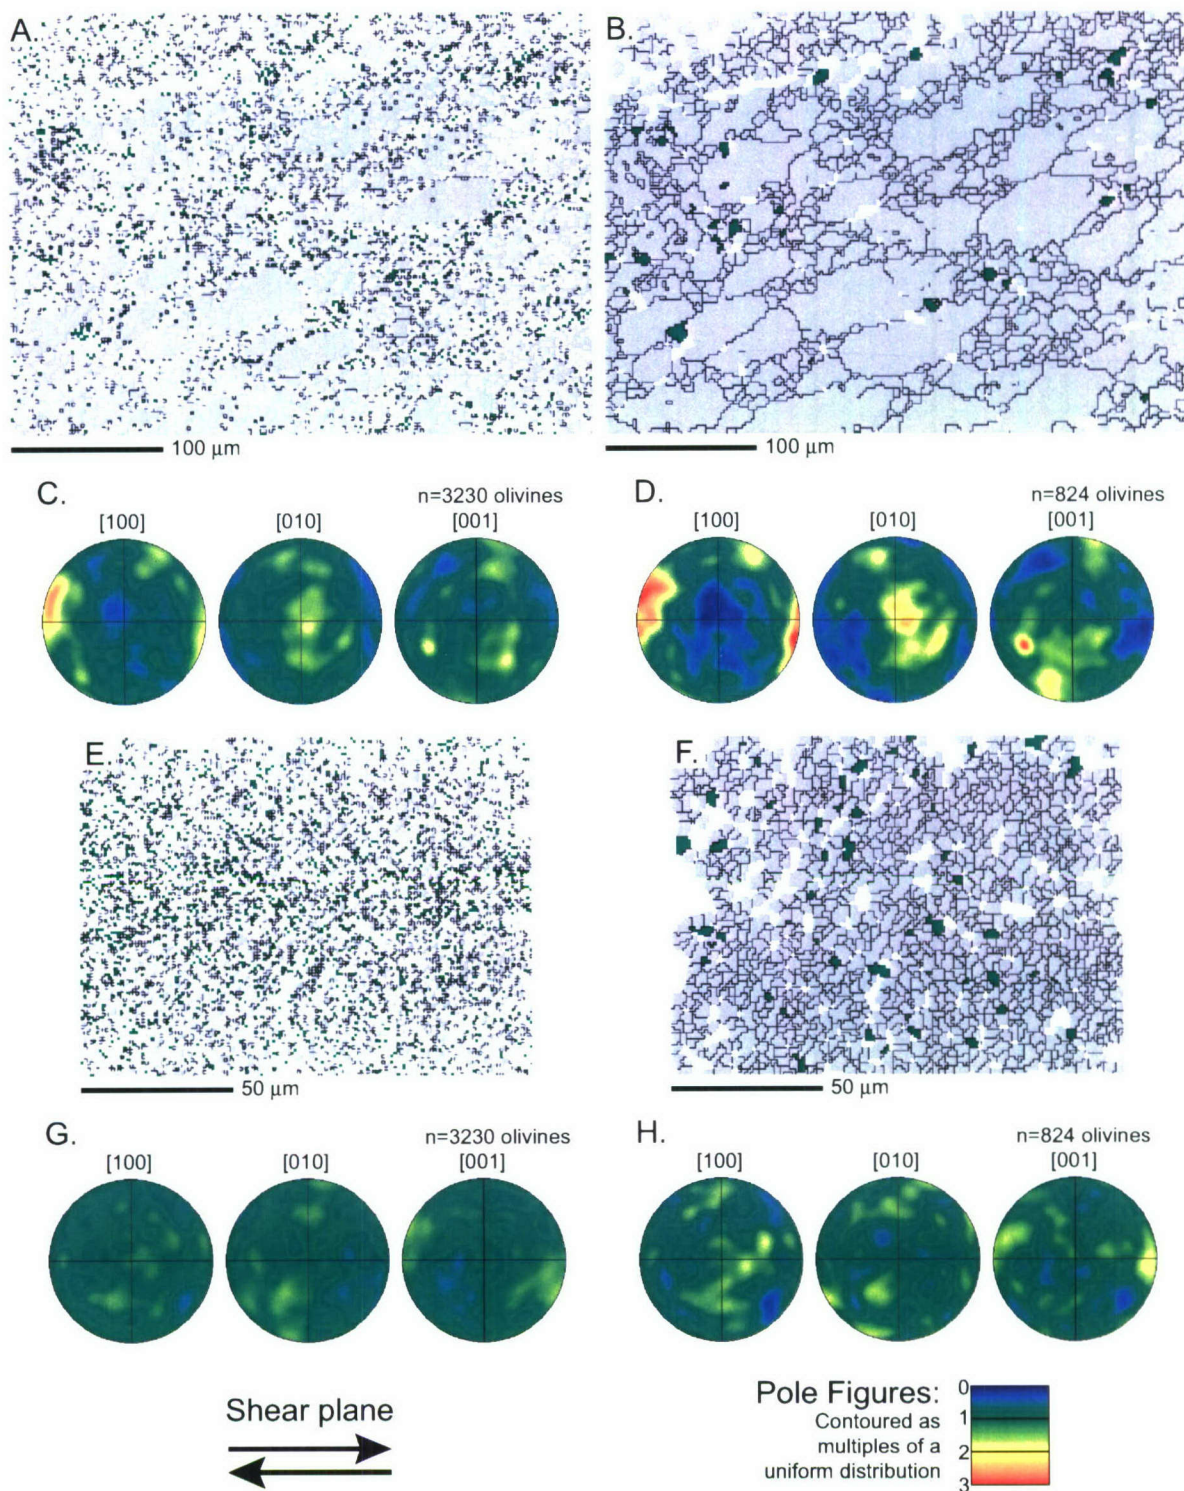 A.
B.
100 µm
100 µm
C.
n=3230 olivines
[100]
[010]
[001]
D.
n=824 olivines
[100]
[010]
[001]
E.
F.
50 µm
50 µm
G.
n=3230 olivines
[100]
[010]
[001]
H.
n=824 olivines
[100]
[010]
[001]
Shear plane
Pole Figures:
Contoured as
multiples of a
uniform distribution
0
1
2
3